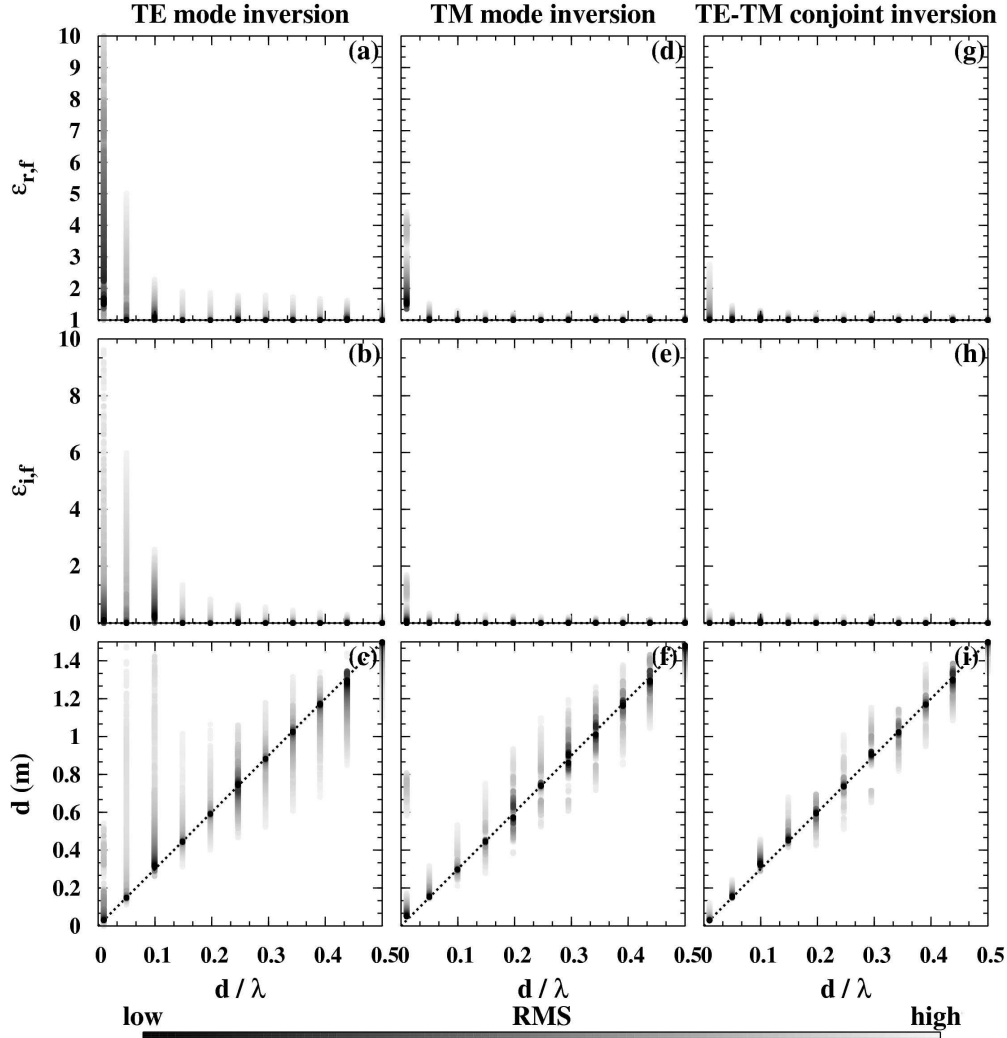 TE mode inversion TM mode inversion TE-TM conjoint inversion
10 (a) (d) (g)
9
8
7
6
5
4
3
2
1
εr,f
10 (b) (e) (h)
8
6
4
2
0
εi,f
1.4 (c) (f) (i)
1.2
1
0.8
0.6
0.4
0.2
0
d (m)
0 0.1 0.2 0.3 0.4 0.5 0.1 0.2 0.3 0.4 0.5 0.1 0.2 0.3 0.4 0.5
d / λ d / λ d / λ
low RMS high